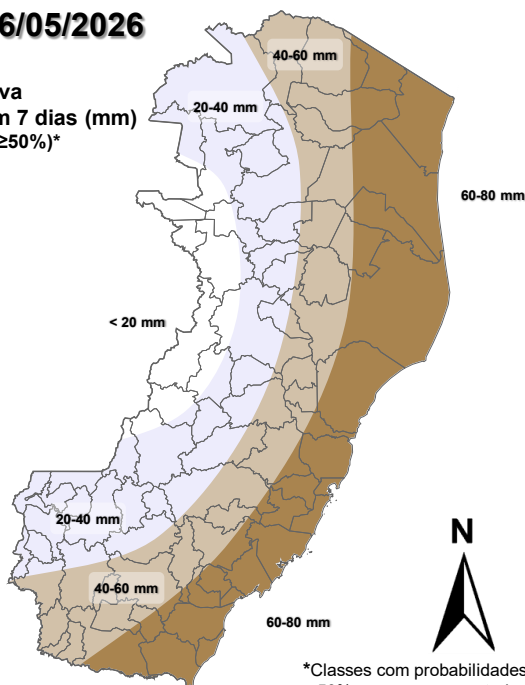 6/05/2026
va
m 7 dias (mm)
≥50%)*
40-60 mm
20-40 mm
60-80 mm
< 20 mm
20-40 mm
40-60 mm
60-80 mm
N
*Classes com probabilidades